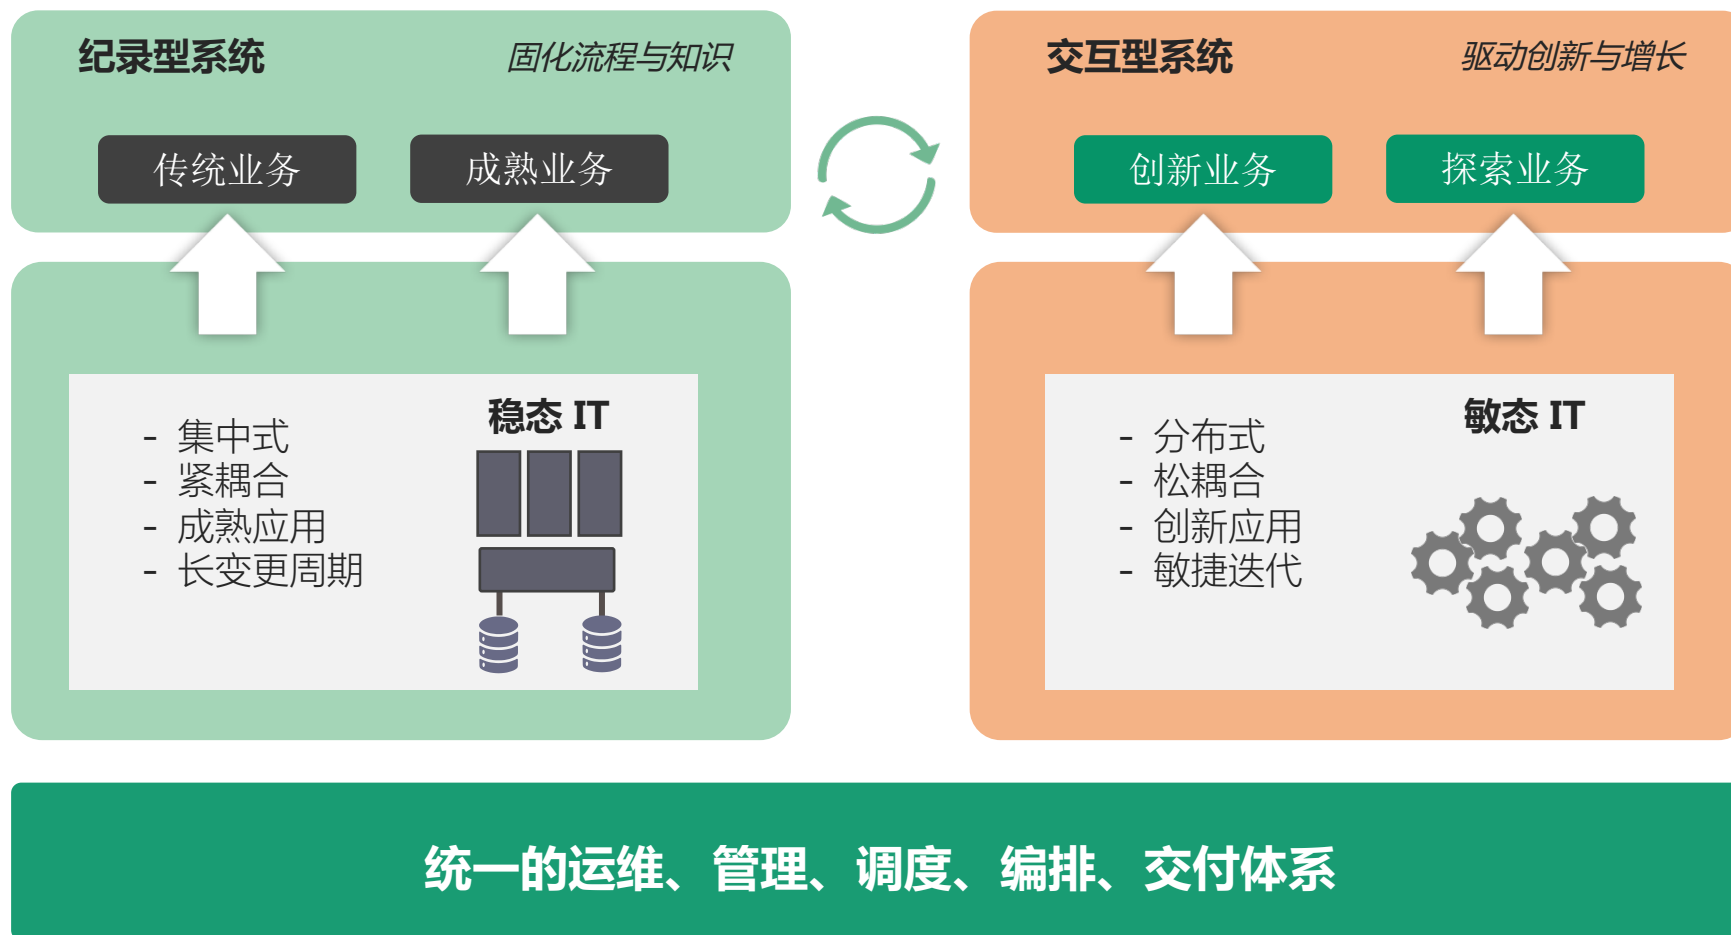 纪录型系统
固化流程与知识
传统业务
成熟业务
稳态 IT
- 集中式
- 紧耦合
- 成熟应用
- 长变更周期
交互型系统
驱动创新与增长
创新业务
探索业务
敏态 IT
- 分布式
- 松耦合
- 创新应用
- 敏捷迭代
统一的运维、管理、调度、编排、交付体系